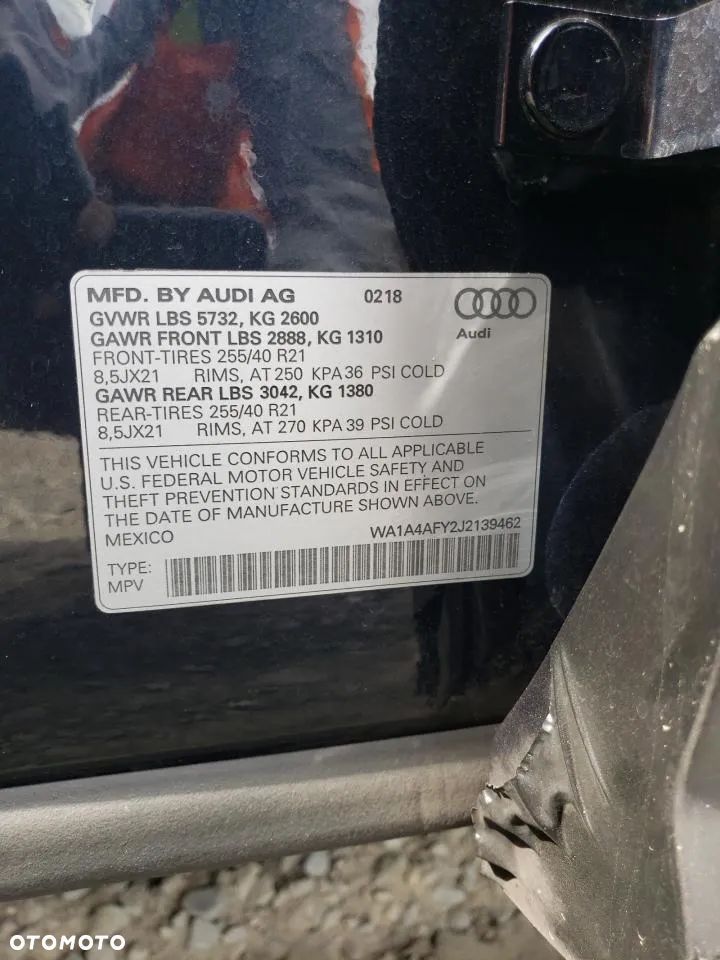 MFD. BY AUDI AG 0218
GVWR LBS 5732, KG 2600
Audi
GAWR FRONT LBS 2888, KG 1310
FRONT-TIRES 255/40 R21
8,5JX21 RIMS, AT 250 KPA 36 PSI COLD
GAWR REAR LBS 3042, KG 1380
REAR-TIRES 255/40 R21
8,5JX21 RIMS, AT 270 KPA 39 PSI COLD
THIS VEHICLE CONFORMS TO ALL APPLICABLE
U.S. FEDERAL MOTOR VEHICLE SAFETY AND
THEFT PREVENTION STANDARDS IN EFFECT ON
THE DATE OF MANUFACTURE SHOWN ABOVE.
MEXICO WA1A4AFY2J2139462
TYPE:
MPV
OTOMOTO